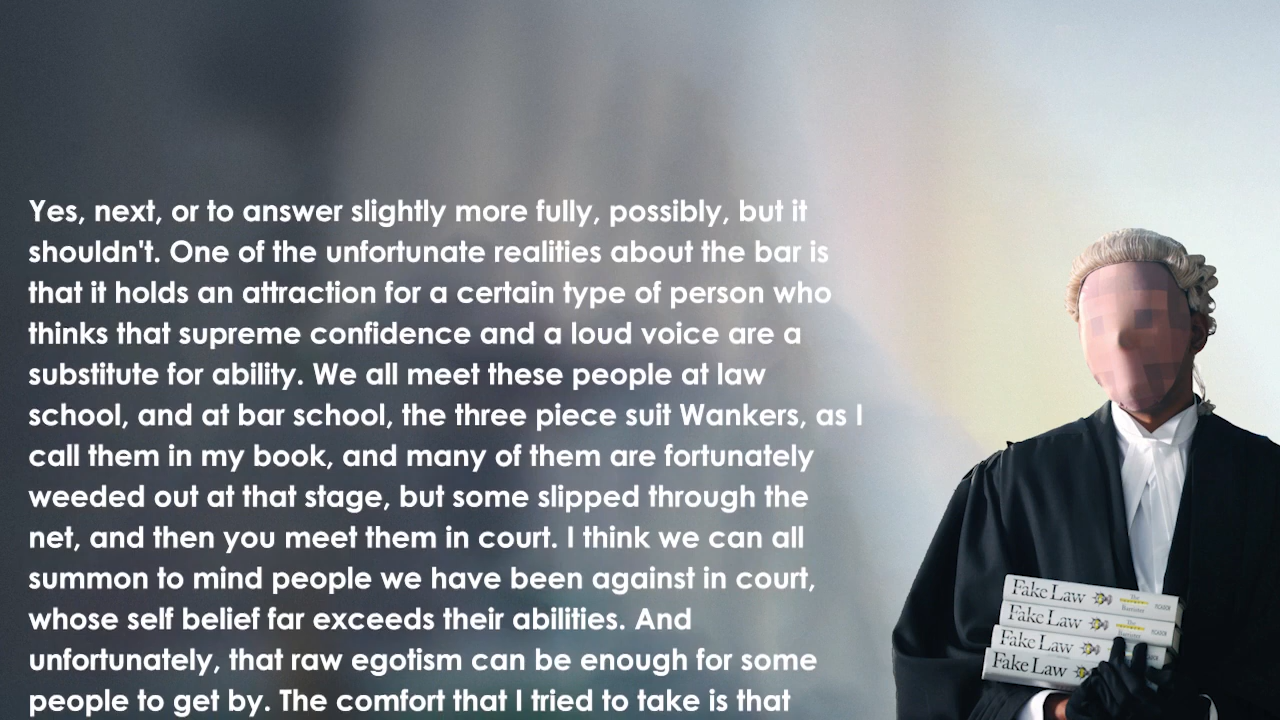 Yes, next, or to answer slightly more fully, possibly, but it
shouldn't. One of the unfortunate realities about the bar is
that it holds an attraction for a certain type of person who
thinks that supreme confidence and a loud voice are a
substitute for ability. We all meet these people at law
school, and at bar school, the three piece suit Wankers, as I
call them in my book, and many of them are fortunately
weeded out at that stage, but some slipped through the
net, and then you meet them in court. I think we can all
summon to mind people we have been against in court,
whose self belief far exceeds their abilities. And
unfortunately, that raw egotism can be enough for some
people to get by. The comfort that I tried to take is that
Fake Law The Barrister PICADOR
Fake Law The Barrister PICADOR
Fake Law
Fake Law